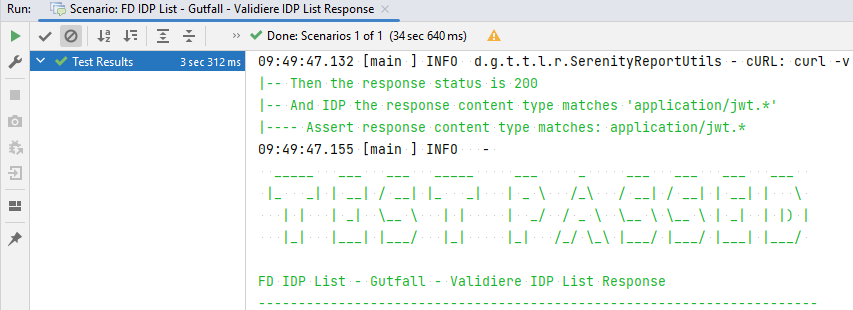 Run: Scenario: FD IDP List - Gutfall - Validiere IDP List Response
Done: Scenarios 1 of 1 (34 sec 640 ms)
Test Results 3 sec 312 ms
09:49:47.132 [main ] INFO d.g.t.t.l.r.SerenityReportUtils - cURL: curl -v
|-- Then the response status is 200
|-- And IDP the response content type matches 'application/jwt.*'
|---- Assert response content type matches: application/jwt.*
09:49:47.155 [main ] INFO -
TEST PASSED
FD IDP List - Gutfall - Validiere IDP List Response